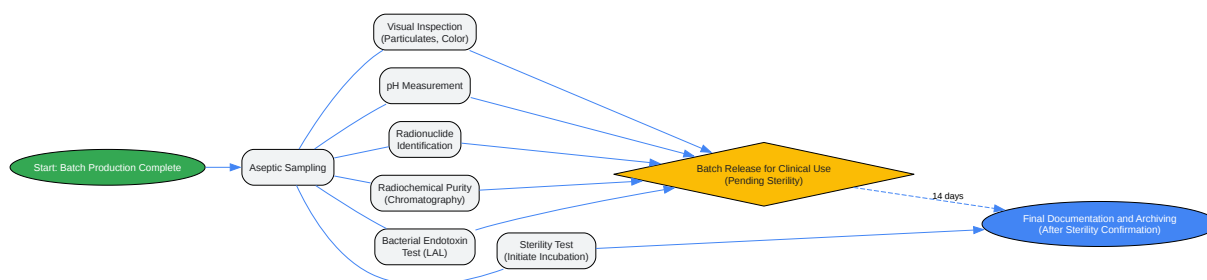 Visual Inspection
(Particulates, Color)
pH Measurement
Radionuclide
Identification
Start: Batch Production Complete
Aseptic Sampling
Batch Release for Clinical Use
(Pending Sterility)
Radiochemical Purity
(Chromatography)
14 days
Bacterial Endotoxin
Test (LAL)
Sterility Test
(Initiate Incubation)
Final Documentation and Archiving
(After Sterility Confirmation)